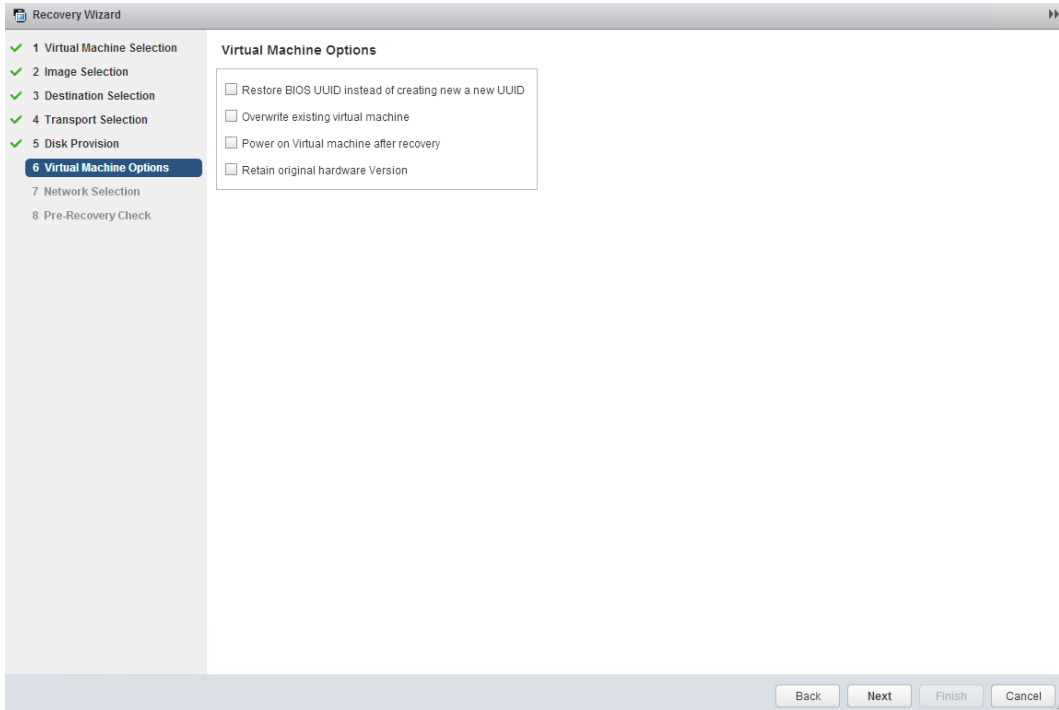 Recovery Wizard
1 Virtual Machine Selection
2 Image Selection
3 Destination Selection
4 Transport Selection
5 Disk Provision
6 Virtual Machine Options
7 Network Selection
8 Pre-Recovery Check
Virtual Machine Options
Restore BIOS UUID instead of creating new a new UUID
Overwrite existing virtual machine
Power on Virtual machine after recovery
Retain original hardware Version
Back
Next
Finish
Cancel